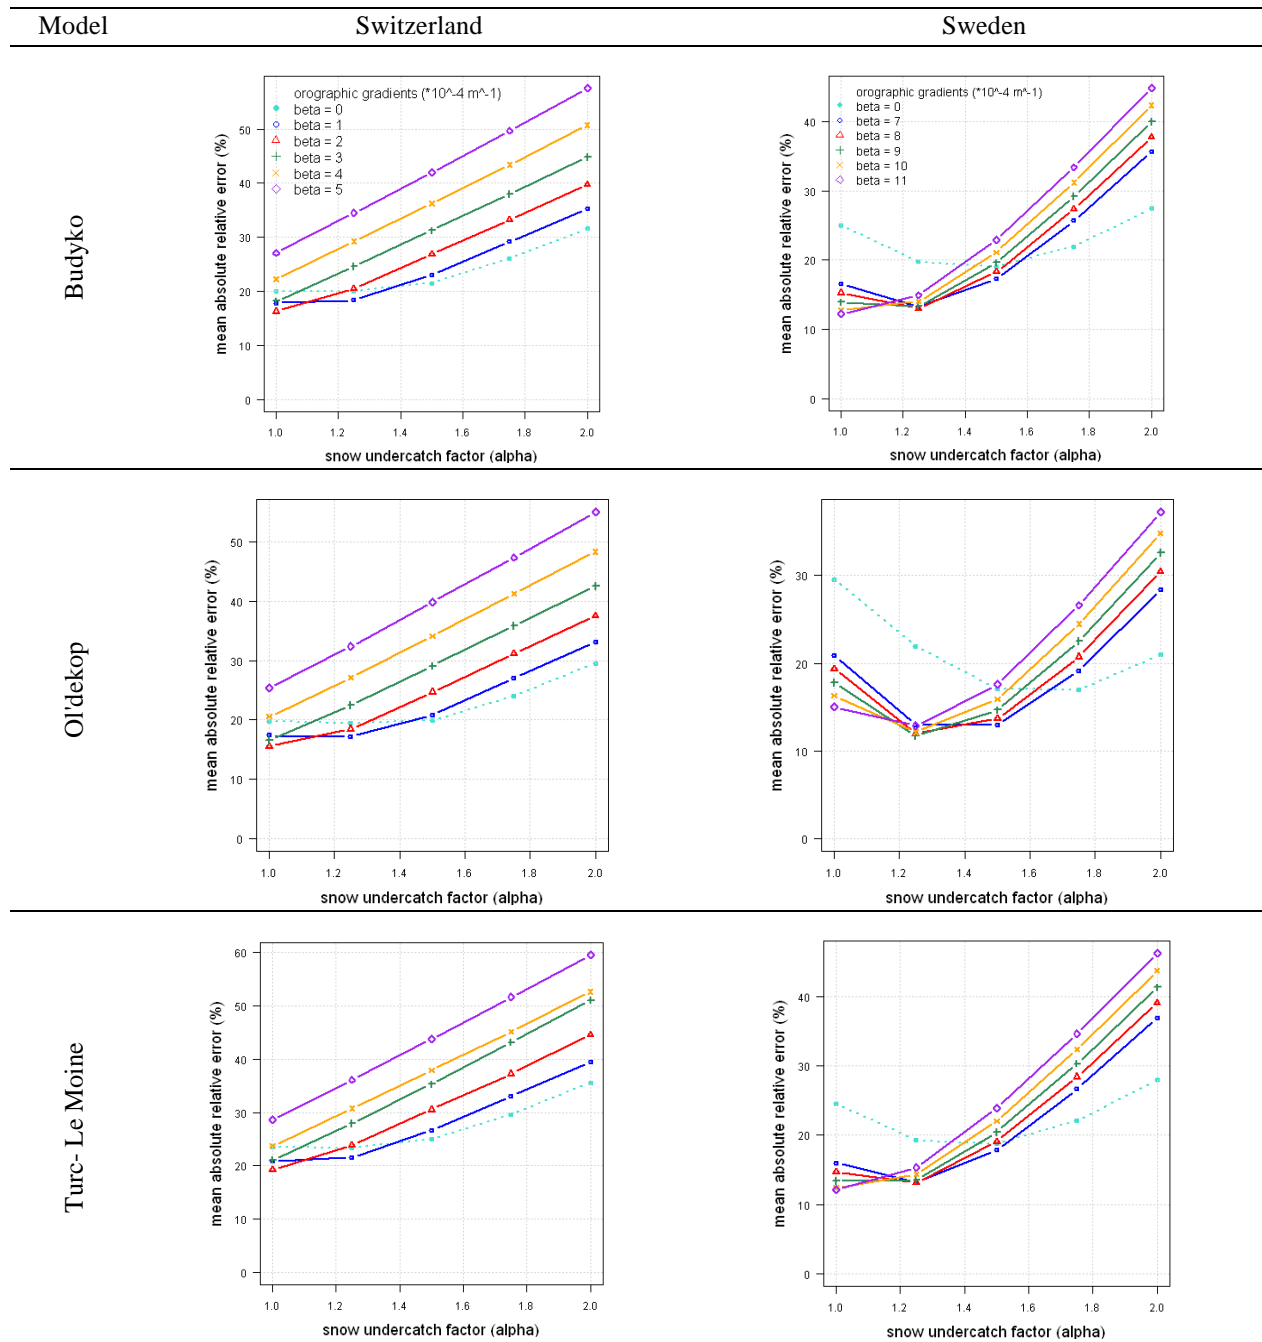 Model Switzerland Sweden
Budyko
orographic gradients (*10^-4 m^-1)
beta = 0
beta = 1
beta = 2
beta = 3
beta = 4
beta = 5
mean absolute relative error (%)
50
40
30
20
10
0
1.0 1.2 1.4 1.6 1.8 2.0
snow undercatch factor (alpha)
orographic gradients (*10^-4 m^-1)
beta = 0
beta = 7
beta = 8
beta = 9
beta = 10
beta = 11
mean absolute relative error (%)
40
30
20
10
0
1.0 1.2 1.4 1.6 1.8 2.0
snow undercatch factor (alpha)
Ol'dekop
mean absolute relative error (%)
50
40
30
20
10
0
1.0 1.2 1.4 1.6 1.8 2.0
snow undercatch factor (alpha)
mean absolute relative error (%)
30
20
10
0
1.0 1.2 1.4 1.6 1.8 2.0
snow undercatch factor (alpha)
Turc- Le Moine
mean absolute relative error (%)
60
50
40
30
20
10
0
1.0 1.2 1.4 1.6 1.8 2.0
snow undercatch factor (alpha)
mean absolute relative error (%)
40
30
20
10
0
1.0 1.2 1.4 1.6 1.8 2.0
snow undercatch factor (alpha)